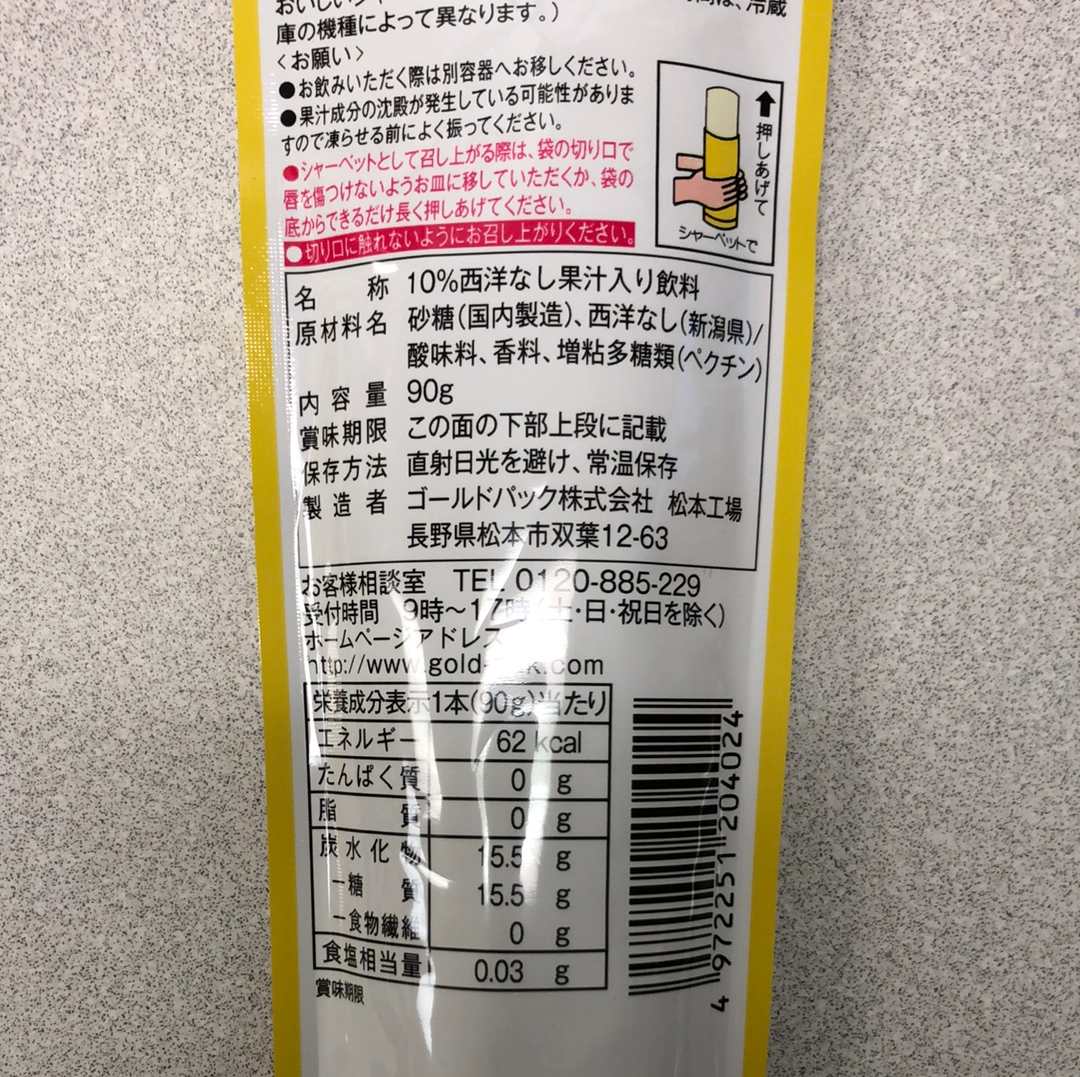 おいしいシャ 間は、冷蔵
庫の機種によって異なります。)
〈お願い〉
●お飲みいただく際は別容器へお移しください。
●果汁成分の沈殿が発生している可能性がありま
すので凍らせる前によく振ってください。
●シャーベットとして召し上がる際は、袋の切り口で
唇を傷つけないようお皿に移していただくか、袋の
底からできるだけ長く押しあげてください。
●切り口に触れないようにお召し上がりください。
押しあげて
シャーベットで
名称 10%西洋なし果汁入り飲料
原材料名 砂糖(国内製造)、西洋なし(新潟県)/
酸味料、香料、増粘多糖類(ペクチン)
内容量 90g
賞味期限 この面の下部上段に記載
保存方法 直射日光を避け、常温保存
製造者 ゴールドパック株式会社 松本工場
長野県松本市双葉12-63
お客様相談室 TEL 0120-885-229
受付時間 9時〜17時(土・日・祝日を除く)
ホームページアドレス
http://www.gold-pak.com
栄養成分表示1本(90g)当たり
エネルギー 62 kcal
たんぱく質 0 g
脂質 0 g
炭水化物 15.5 g
ー糖質 15.5 g
ー食物繊維 0 g
食塩相当量 0.03 g
賞味期限
4 972251 204024